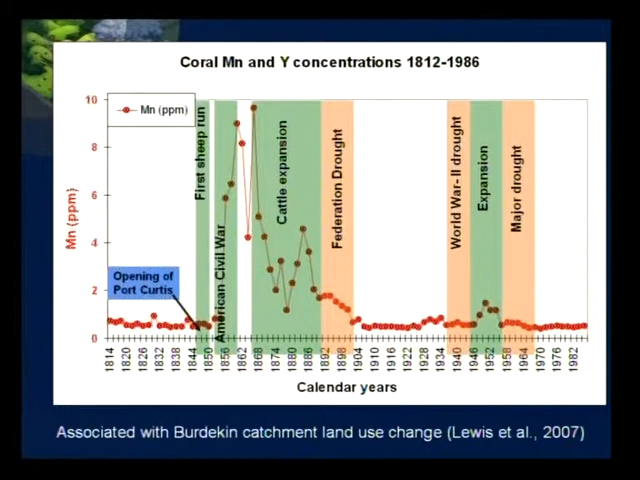 Coral Mn and Y concentrations 1812-1986
Mn (ppm)
10
8
6
4
2
0
Mn (ppm)
First sheep run
American Civil War
Cattle expansion
Federation Drought
World War- II drought
Expansion
Major drought
Opening of
Port Curtis
1814 1820 1826 1832 1838 1844 1850 1856 1862 1868 1874 1880 1886 1892 1898 1904 1910 1916 1922 1928 1934 1940 1946 1952 1958 1964 1970 1976 1982
Calendar years
Associated with Burdekin catchment land use change (Lewis et al., 2007)